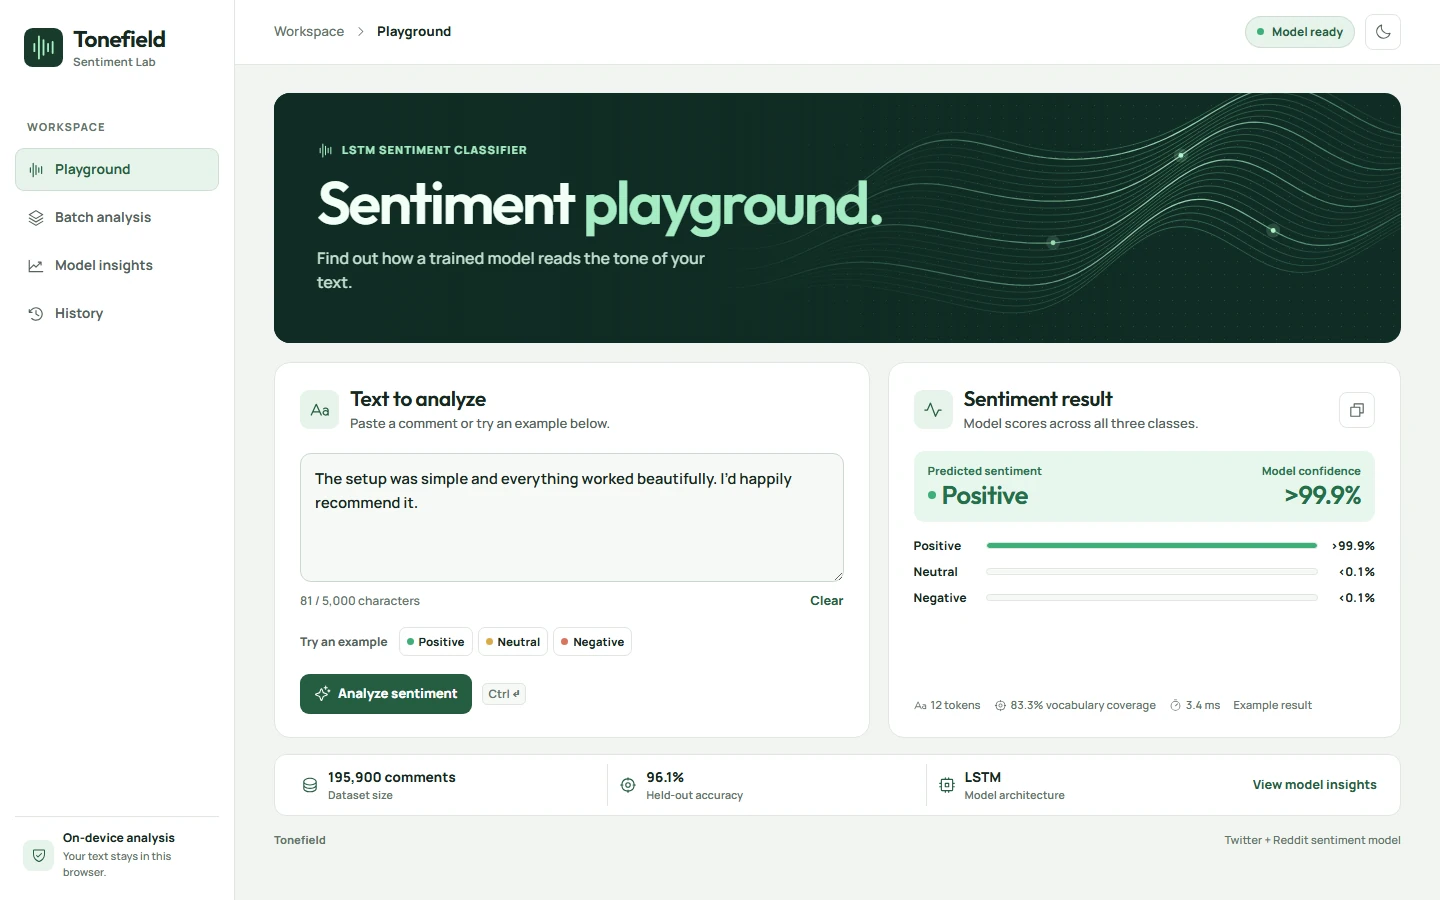 Tonefield
Sentiment Lab
WORKSPACE
Playground
Batch analysis
Model insights
History
On-device analysis
Your text stays in this
browser.
Workspace
Playground
Model ready
LSTM SENTIMENT CLASSIFIER
Sentiment playground.
Find out how a trained model reads the tone of your
text.
Aa
Text to analyze
Paste a comment or try an example below.
The setup was simple and everything worked beautifully. I'd happily
recommend it.
81 / 5,000 characters
Clear
Try an example
Positive
Neutral
Negative
Analyze sentiment
Ctrl ↵
Sentiment result
Model scores across all three classes.
Predicted sentiment
Model confidence
Positive
>99.9%
Positive
>99.9%
Neutral
<0.1%
Negative
<0.1%
Aa 12 tokens
83.3% vocabulary coverage
3.4 ms
Example result
195,900 comments
Dataset size
96.1%
Held-out accuracy
LSTM
Model architecture
View model insights
Tonefield
Twitter + Reddit sentiment model